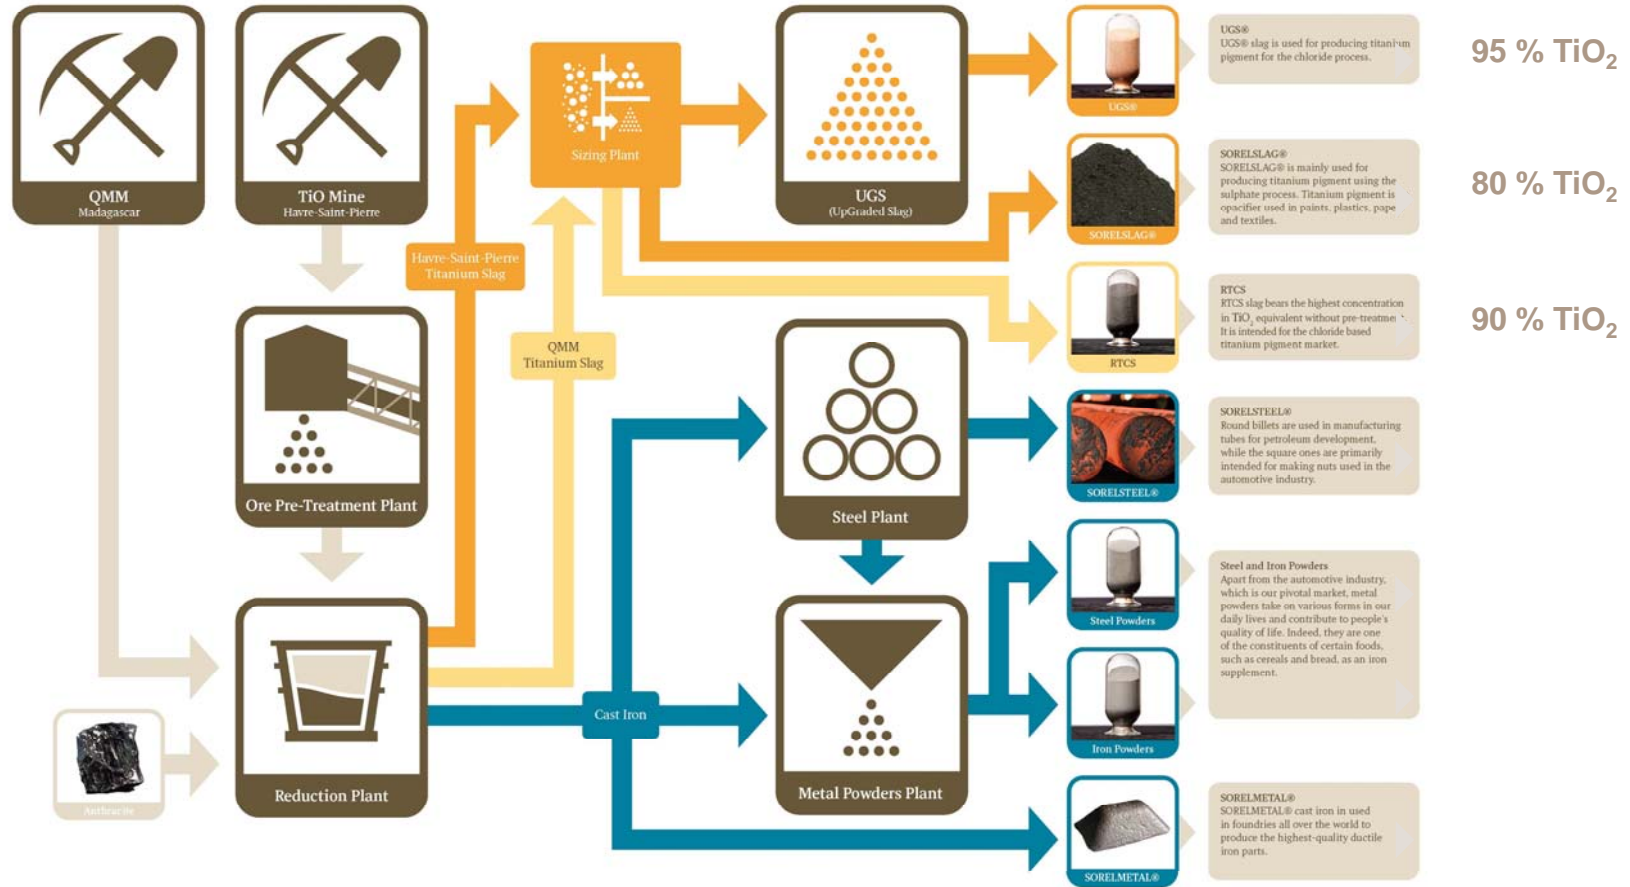 QMM
Madagascar
TiO Mine
Havre-Saint-Pierre
Ore Pre-Treatment Plant
Reduction Plant
Anthracite
Havre-Saint-Pierre
Titanium Slag
QMM
Titanium Slag
Cast Iron
Sizing Plant
UGS
(UpGraded Slag)
Steel Plant
Metal Powders Plant
UGS®
UGS®
UGS® slag is used for producing titanium
pigment for the chloride process.
95 % TiO₂
SORELSLAG®
SORELSLAG®
SORELSLAG® is mainly used for
producing titanium pigment using the
sulphate process. Titanium pigment is
opacifier used in paints, plastics, pape
and textiles.
80 % TiO₂
RTCS
RTCS
RTCS slag bears the highest concentration
in TiO₂ equivalent without pre-treatment.
It is intended for the chloride based
titanium pigment market.
90 % TiO₂
SORELSTEEL®
SORELSTEEL®
Round billets are used in manufacturing
tubes for petroleum development,
while the square ones are primarily
intended for making nuts used in the
automotive industry.
Steel Powders
Iron Powders
Steel and Iron Powders
Apart from the automotive industry,
which is our pivotal market, metal
powders take on various forms in our
daily lives and contribute to people's
quality of life. Indeed, they are one
of the constituents of certain foods,
such as cereals and bread, as an iron
supplement.
SORELMETAL®
SORELMETAL®
SORELMETAL® cast iron in used
in foundries all over the world to
produce the highest-quality ductile
iron parts.